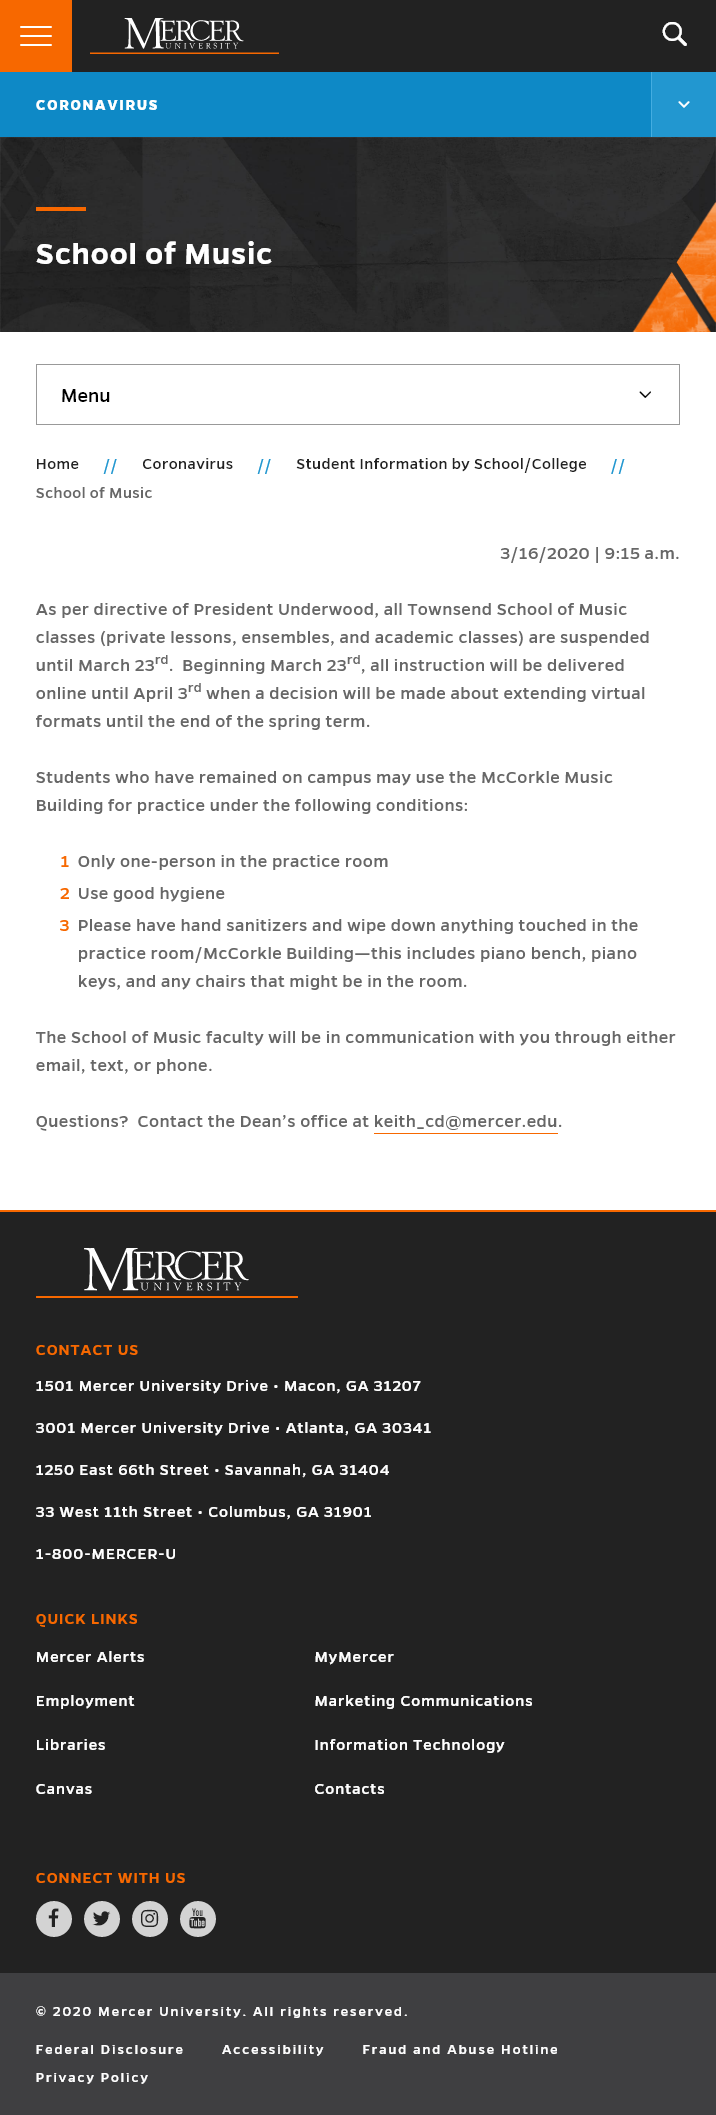 MERCER
UNIVERSITY
CORONAVIRUS
School of Music
Menu
Home // Coronavirus // Student Information by School/College //
School of Music
3/16/2020 | 9:15 a.m.
As per directive of President Underwood, all Townsend School of Music
classes (private lessons, ensembles, and academic classes) are suspended
until March 23rd.  Beginning March 23rd, all instruction will be delivered
online until April 3rd when a decision will be made about extending virtual
formats until the end of the spring term.
Students who have remained on campus may use the McCorkle Music
Building for practice under the following conditions:
1 Only one-person in the practice room
2 Use good hygiene
3 Please have hand sanitizers and wipe down anything touched in the
practice room/McCorkle Building—this includes piano bench, piano
keys, and any chairs that might be in the room.
The School of Music faculty will be in communication with you through either
email, text, or phone.
Questions?  Contact the Dean’s office at keith_cd@mercer.edu.
MERCER
UNIVERSITY
CONTACT US
1501 Mercer University Drive • Macon, GA 31207
3001 Mercer University Drive • Atlanta, GA 30341
1250 East 66th Street • Savannah, GA 31404
33 West 11th Street • Columbus, GA 31901
1-800-MERCER-U
QUICK LINKS
Mercer Alerts MyMercer
Employment Marketing Communications
Libraries Information Technology
Canvas Contacts
CONNECT WITH US
You
Tube
© 2020 Mercer University. All rights reserved.
Federal Disclosure Accessibility Fraud and Abuse Hotline
Privacy Policy